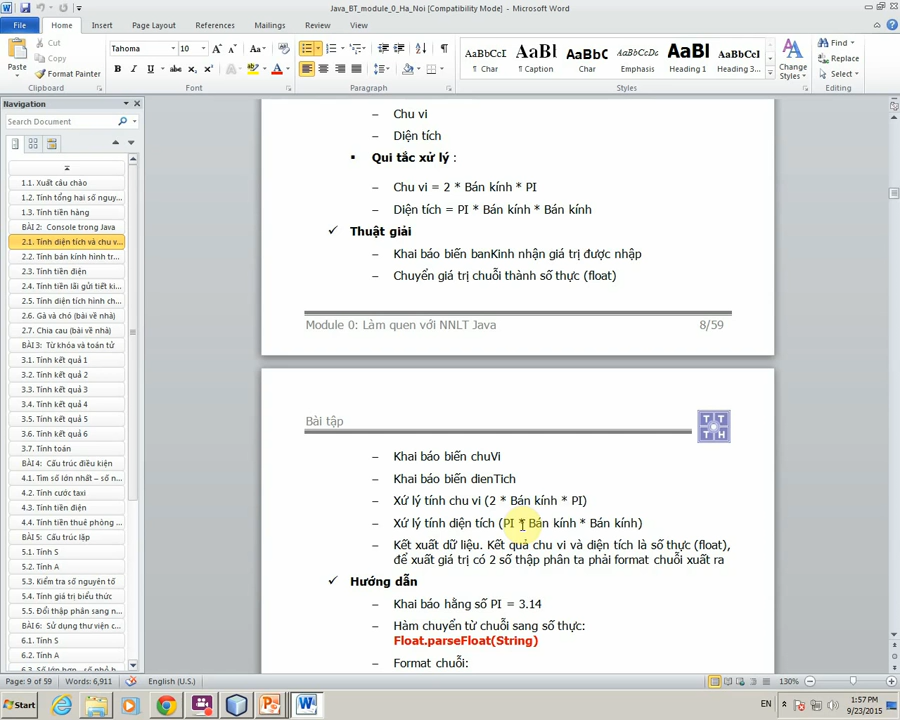 Java_BT_module_0_Ha_Noi [Compatibility Mode] - Microsoft Word
File Home Insert Page Layout References Mailings Review View
Paste
Cut
Copy
Format Painter
Clipboard
Tahoma 10
Font
Paragraph
AaBbCcI AaBl AaBbC AaBbCcDc AaBl AaBbCcI
¶ Char ¶ Caption Char Emphasis Heading 1 Heading 3...
Styles
Change
Styles
Find
Replace
Select
Editing
Navigation
Search Document
1.1. Xuất câu chào
1.2. Tính tổng hai số nguy...
1.3. Tính tiền hàng
BÀI 2: Console trong Java
2.1. Tính diện tích và chu v...
2.2. Tính bán kính hình tr...
2.3. Tính tiền điện
2.4. Tính tiền lãi gửi tiết ki...
2.5. Tính diện tích hình ch...
2.6. Gà và chó (bài về nhà)
2.7. Chia cau (bài về nhà)
BÀI 3: Từ khóa và toán tử
3.1. Tính kết quả 1
3.2. Tính kết quả 2
3.3. Tính kết quả 3
3.4. Tính kết quả 4
3.5. Tính kết quả 5
3.6. Tính kết quả 6
3.7. Tính toán
BÀI 4: Cấu trúc điều kiện
4.1. Tìm số lớn nhất – số n...
4.2. Tính cước taxi
4.3. Tính tiền điện
4.4. Tính tiền thuê phòng ...
BÀI 5: Cấu trúc lặp
5.1. Tính S
5.2. Tính A
5.3. Kiểm tra số nguyên tố
5.4. Tính giá trị biểu thức
5.5. Đổi thập phân sang n...
BÀI 6: Sử dụng thư viện c...
6.1. Tính S
6.2. Tính A
6.3. Số lớn hơn – số nhỏ h...
– Chu vi
– Diện tích
▪ Qui tắc xử lý :
– Chu vi = 2 * Bán kính * PI
– Diện tích = PI * Bán kính * Bán kính
✓ Thuật giải
– Khai báo biến banKinh nhận giá trị được nhập
– Chuyển giá trị chuỗi thành số thực (float)
Module 0: Làm quen với NNLT Java 8/59
Bài tập
T T
T H
– Khai báo biến chuVi
– Khai báo biến dienTich
– Xử lý tính chu vi (2 * Bán kính * PI)
– Xử lý tính diện tích (PI * Bán kính * Bán kính)
– Kết xuất dữ liệu. Kết quả chu vi và diện tích là số thực (float),
để xuất giá trị có 2 số thập phân ta phải format chuỗi xuất ra
✓ Hướng dẫn
– Khai báo hằng số PI = 3.14
– Hàm chuyển từ chuỗi sang số thực:
Float.parseFloat(String)
– Format chuỗi:
Page: 9 of 59 Words: 6,911 English (U.S.) 130%
Start EN 1:57 PM
9/23/2015